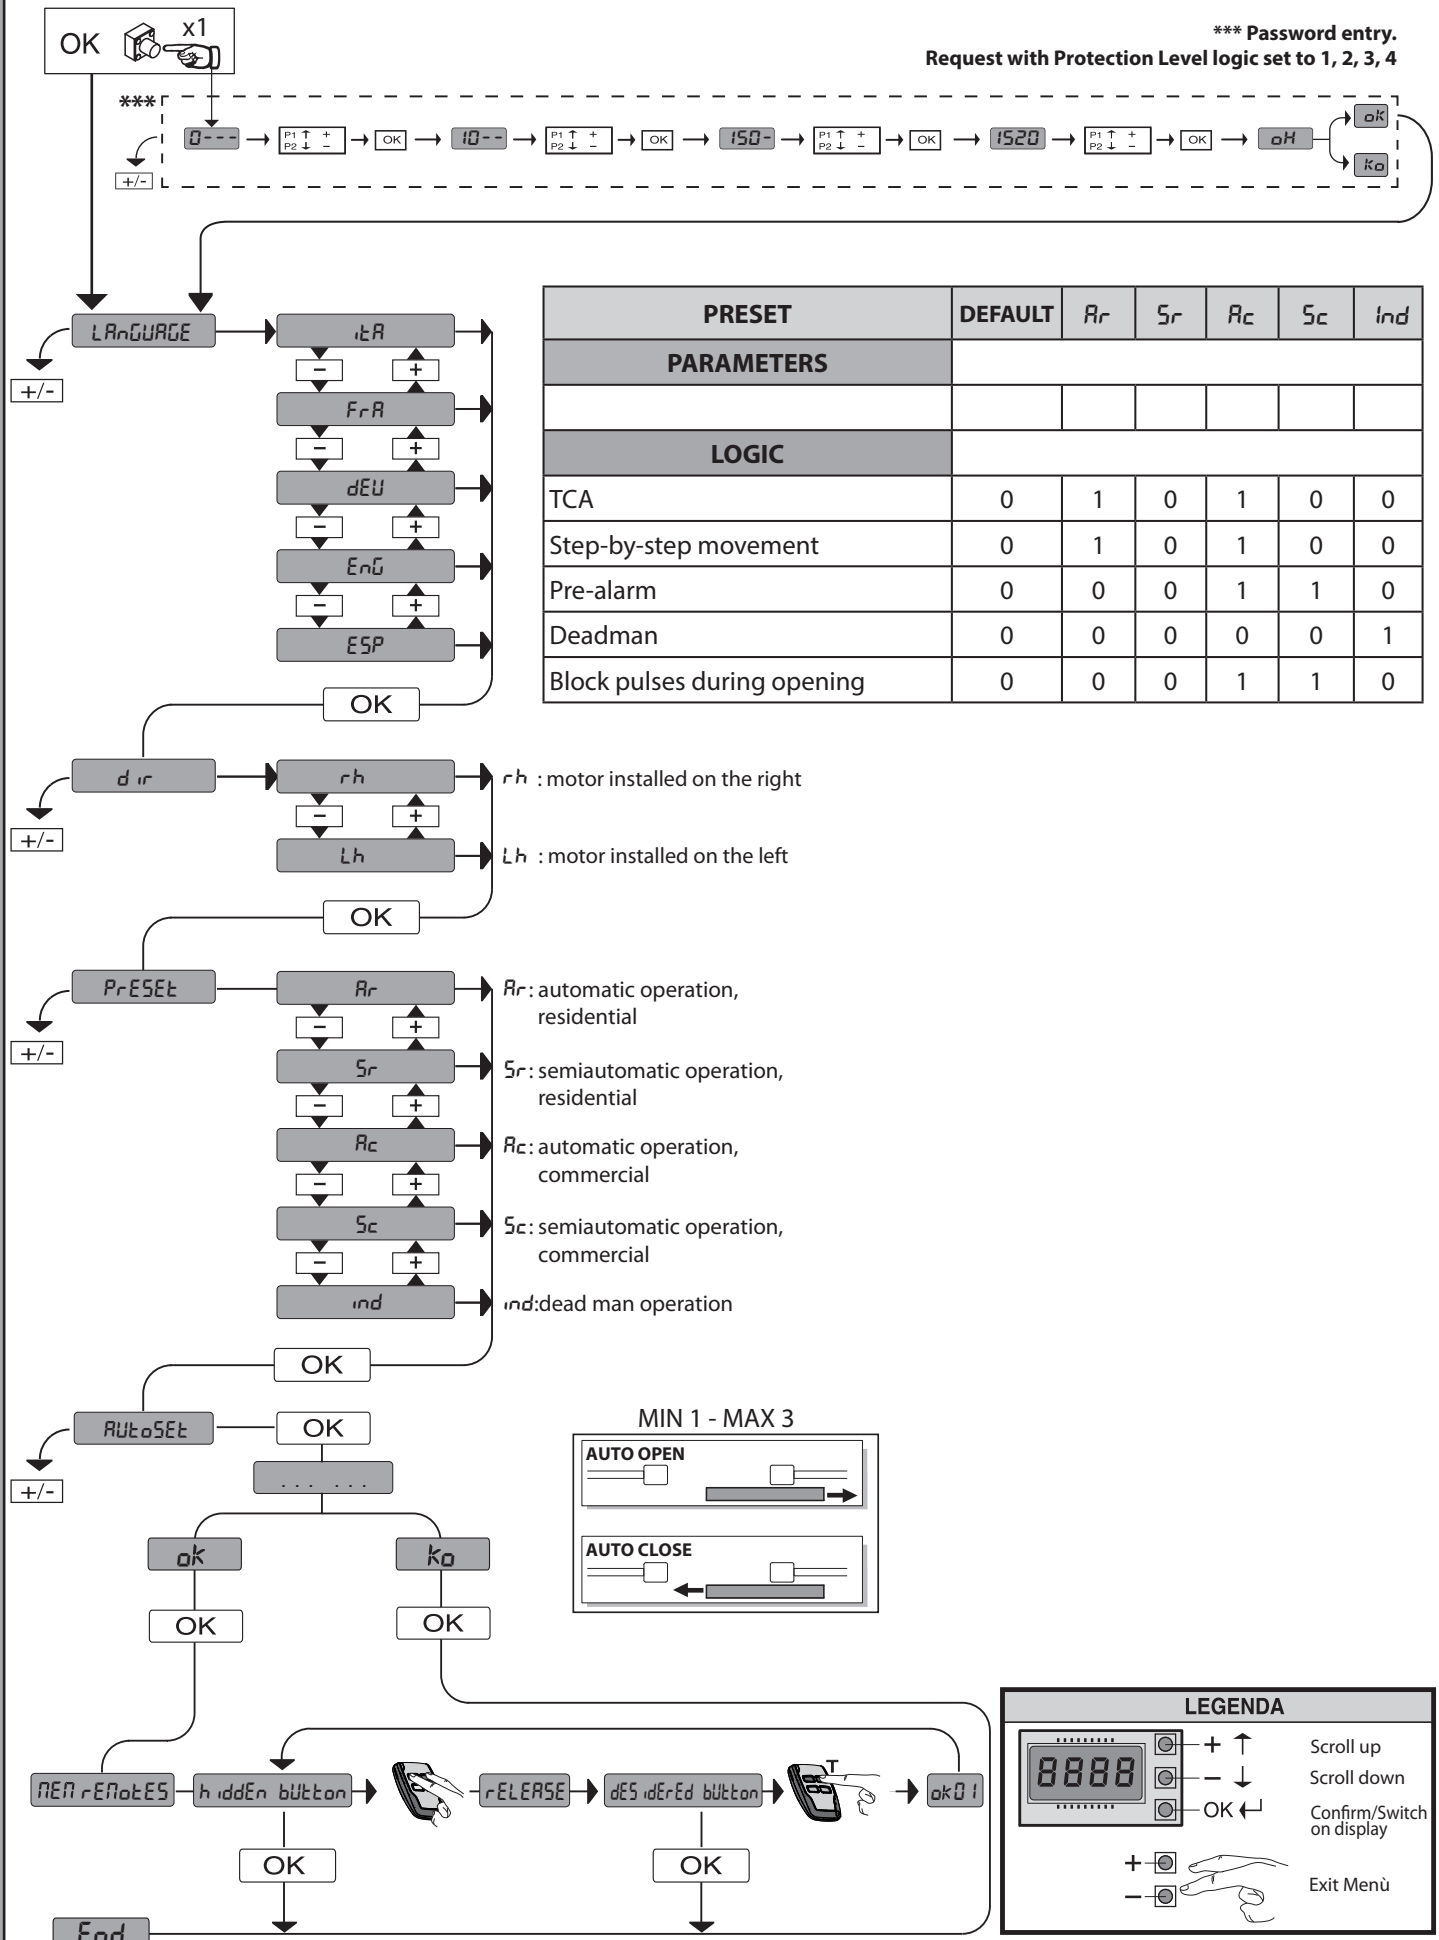 OK x1
*** Password entry.
Request with Protection Level logic set to 1, 2, 3, 4
***
0--- P1 ↑ + P2 ↓ − OK 10-- P1 ↑ + P2 ↓ − OK 150- P1 ↑ + P2 ↓ − OK 1520 P1 ↑ + P2 ↓ − OK oH ok
Ko
+/-
LAnGUAGE itA
+/-
− +
FrA
− +
dEU
− +
EnG
− +
ESP
OK
PRESET DEFAULT Ar Sr Ac Sc Ind
PARAMETERS
LOGIC
TCA 0 1 0 1 0 0
Step-by-step movement 0 1 0 1 0 0
Pre-alarm 0 0 0 1 1 0
Deadman 0 0 0 0 0 1
Block pulses during opening 0 0 0 1 1 0
dir rh rh : motor installed on the right
+/-
− +
Lh Lh : motor installed on the left
OK
PrESEt Ar Ar: automatic operation,
residential
+/-
− +
Sr Sr: semiautomatic operation,
residential
− +
Ac Ac: automatic operation,
commercial
− +
Sc Sc: semiautomatic operation,
commercial
− +
ind ind:dead man operation
OK
AUtoSEt OK
+/-
... ...
ok Ko
OK OK
MIN 1 - MAX 3
AUTO OPEN
AUTO CLOSE
MEM rEMotES hiddEn bUtton rELEASE dESidErEd bUtton T ok01
OK OK
End
LEGENDA
8888
+ ↑ Scroll up
− ↓ Scroll down
OK Confirm/Switch
on display
+
− Exit Menù